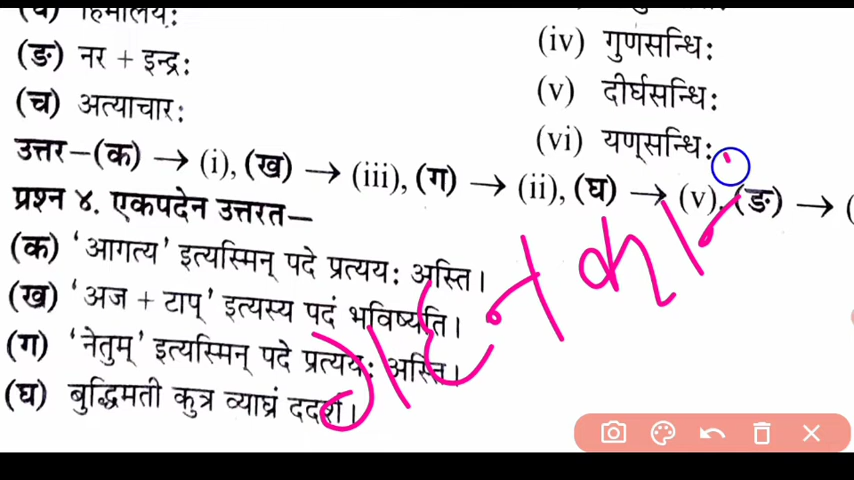 (घ) हिमालय:
(ङ) नर + इन्द्र:
(च) अत्याचार:
(iv) गुणसन्धि:
(v) दीर्घसन्धि:
(vi) यण्सन्धि:
उत्तर–(क) → (i), (ख) → (iii), (ग) → (ii), (घ) → (v), (ङ) → (
प्रश्न ४. एकपदेन उत्तरत–
(क) ‘आगत्य’ इत्यस्मिन् पदे प्रत्यय: अस्ति।
(ख) ‘अज + टाप्’ इत्यस्य पदं भविष्यति।
(ग) ‘नेतुम्’ इत्यस्मिन् पदे प्रत्यय: अस्ति।
(घ) बुद्धिमती कुत्र व्याघ्रं ददर्श।